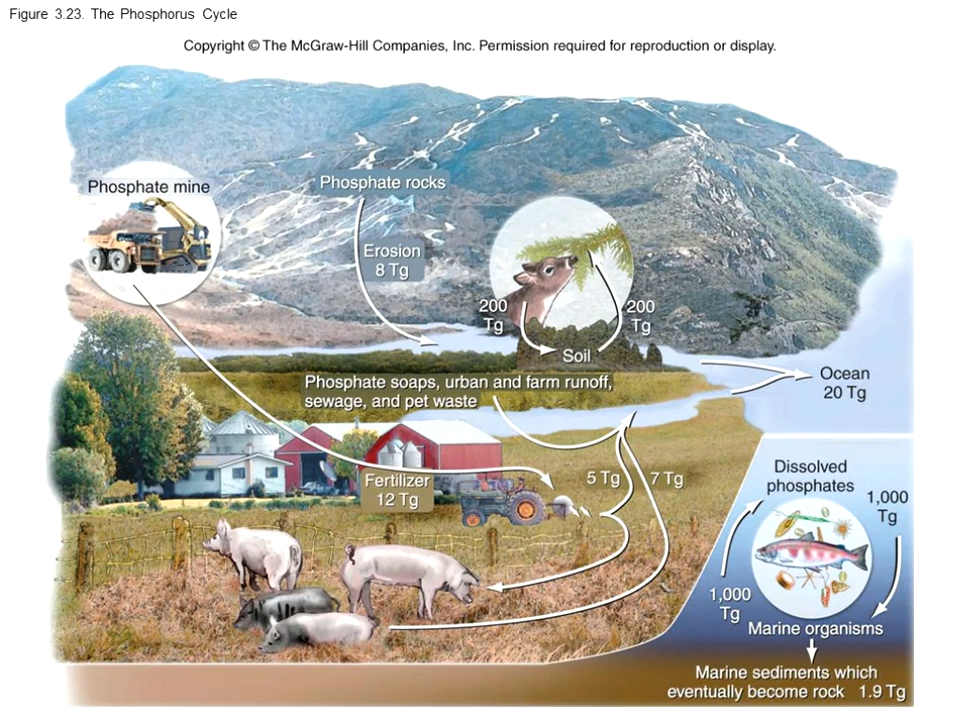 Figure 3.23. The Phosphorus Cycle
Copyright © The McGraw-Hill Companies, Inc. Permission required for reproduction or display.
Phosphate mine
Phosphate rocks
Erosion
8 Tg
200
Tg
200
Tg
Soil
Ocean
20 Tg
Phosphate soaps, urban and farm runoff,
sewage, and pet waste
Fertilizer
12 Tg
5 Tg
7 Tg
Dissolved
phosphates
1,000
Tg
1,000
Tg
Marine organisms
Marine sediments which
eventually become rock 1.9 Tg